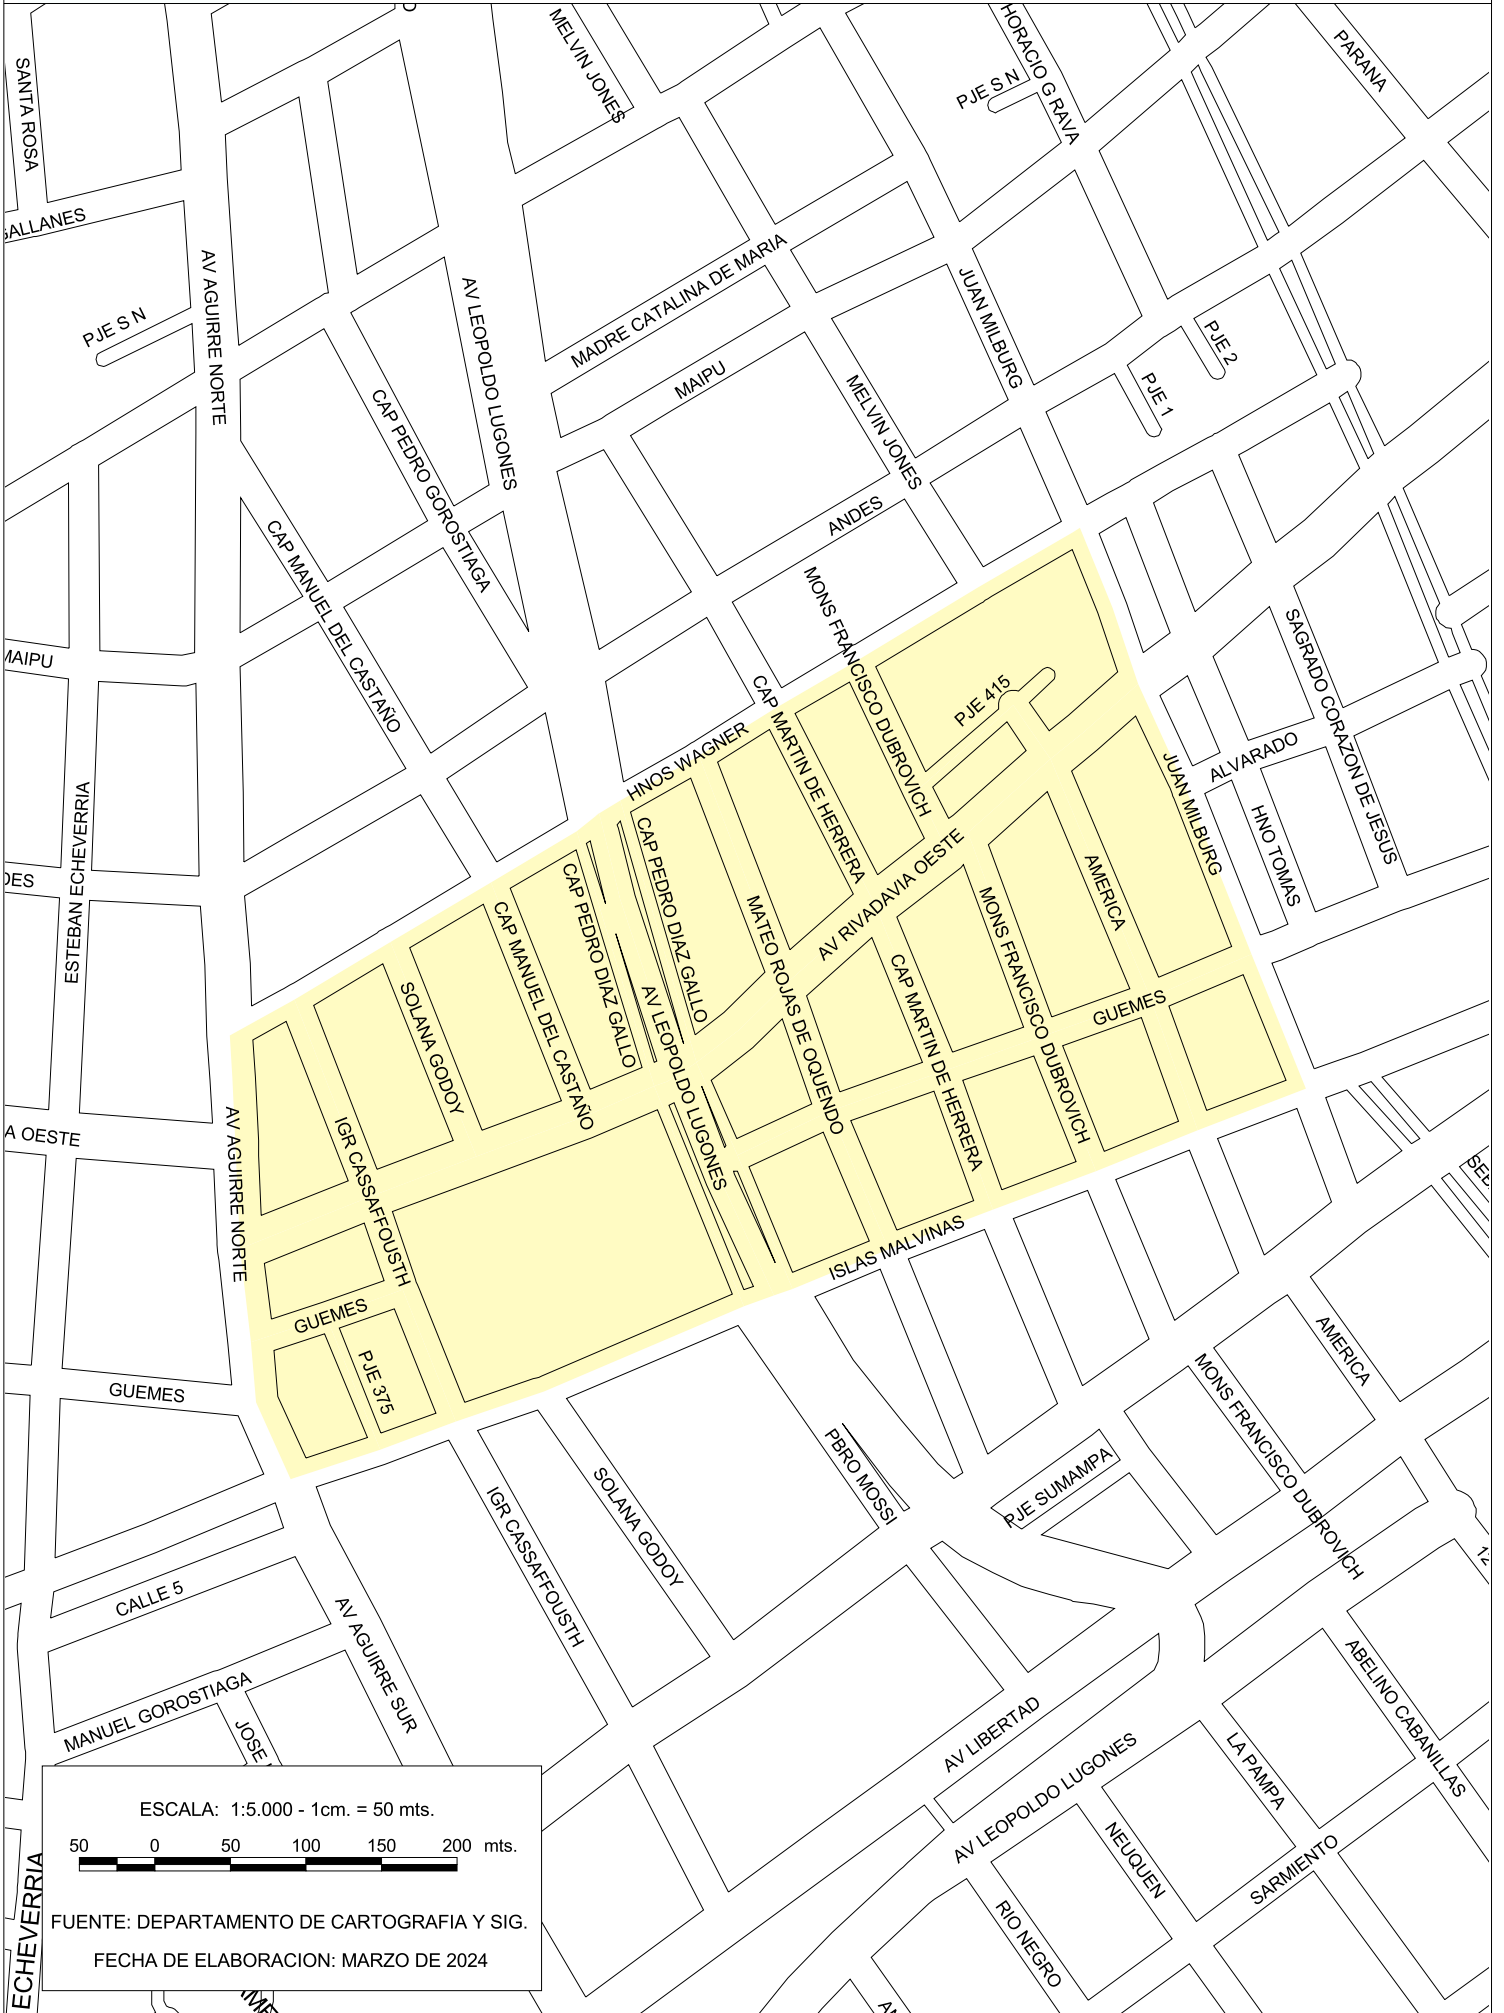 MELVIN JONES
HORACIO G RAVA
PARANA
SANTA ROSA
PJE S N
GALLANES
AV AGUIRRE NORTE
MADRE CATALINA DE MARIA
JUAN MILBURG
AV LEOPOLDO LUGONES
PJE S N
PJE 2
PJE 1
MAIPU
CAP PEDRO GOROSTIAGA
MELVIN JONES
ANDES
CAP MANUEL DEL CASTAÑO
MONS FRANCISCO DUBROVICH
SAGRADO CORAZON DE JESUS
MAIPU
CAP MARTIN DE HERRERA
PJE 415
HNOS WAGNER
ALVARADO
JUAN MILBURG
ESTEBAN ECHEVERRIA
HNO TOMAS
CAP PEDRO DIAZ GALLO
AV RIVADAVIA OESTE
AMERICA
DES
CAP PEDRO DIAZ GALLO
CAP MANUEL DEL CASTAÑO
MATEO ROJAS DE OQUENDO
MONS FRANCISCO DUBROVICH
SOLANA GODOY
CAP MARTIN DE HERRERA
AV LEOPOLDO LUGONES
GUEMES
A OESTE
AV AGUIRRE NORTE
IGR CASSAFFOUSTH
ISLAS MALVINAS
GUEMES
AMERICA
PJE 375
GUEMES
MONS FRANCISCO DUBROVICH
PBRO MOSSI
PJE SUMAMPA
IGR CASSAFFOUSTH
SOLANA GODOY
CALLE 5
AV AGUIRRE SUR
ABELINO CABANILLAS
MANUEL GOROSTIAGA
AV LIBERTAD
JOSE
LA PAMPA
AV LEOPOLDO LUGONES
NEUQUEN
SARMIENTO
RIO NEGRO
ECHEVERRIA
ESCALA: 1:5.000 - 1cm. = 50 mts.
50 0 50 100 150 200 mts.
FUENTE: DEPARTAMENTO DE CARTOGRAFIA Y SIG.
FECHA DE ELABORACION: MARZO DE 2024